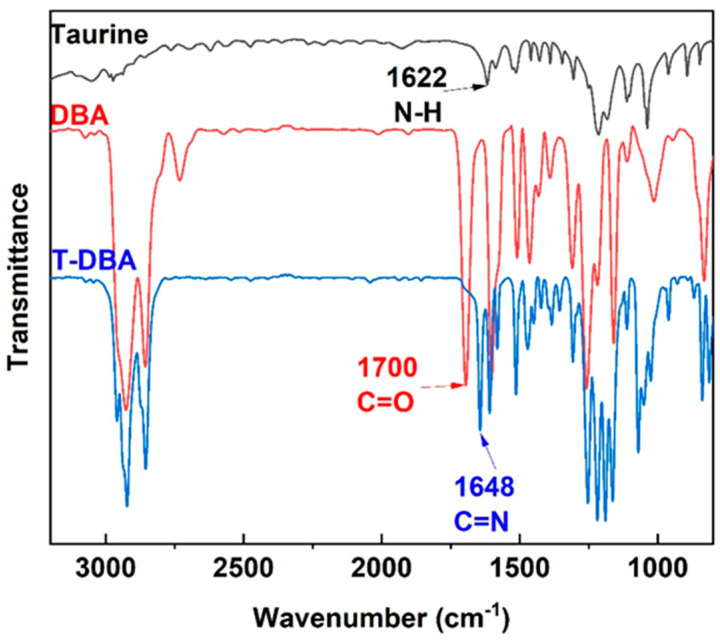 Taurine
1622
N-H
DBA
T-DBA
1700
C=O
1648
C=N
Transmittance
3000 2500 2000 1500 1000
Wavenumber (cm⁻¹)